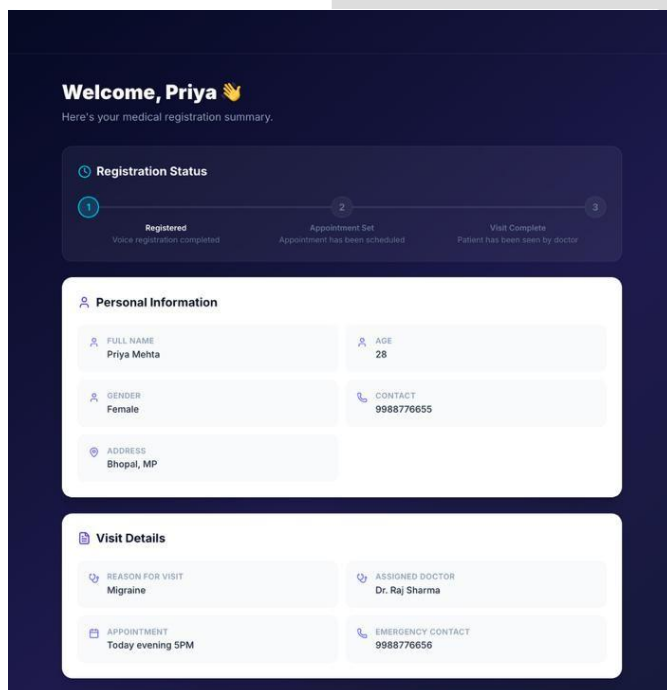 Welcome, Priya 👋
Here's your medical registration summary.
Registration Status
1
2
3
Registered
Appointment Set
Visit Complete
Voice registration completed
Appointment has been scheduled
Patient has been seen by doctor
Personal Information
FULL NAME
Priya Mehta
AGE
28
GENDER
Female
CONTACT
9988776655
ADDRESS
Bhopal, MP
Visit Details
REASON FOR VISIT
Migraine
ASSIGNED DOCTOR
Dr. Raj Sharma
APPOINTMENT
Today evening 5PM
EMERGENCY CONTACT
9988776656